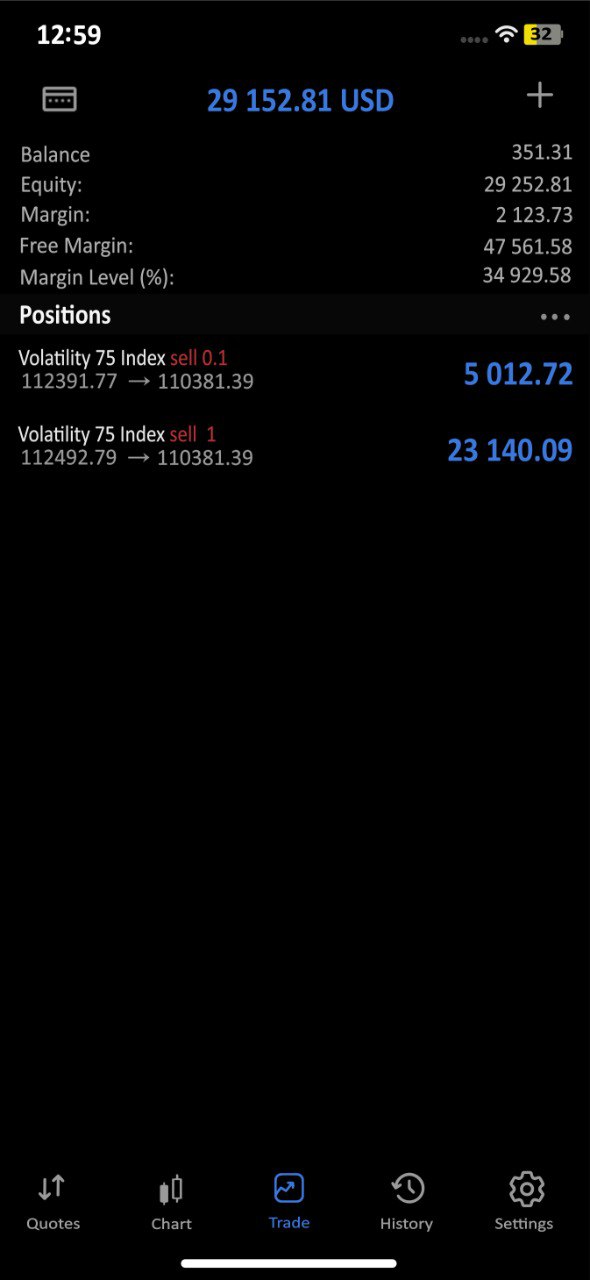 12:59
32
29 152.81 USD
Balance 351.31
Equity: 29 252.81
Margin: 2 123.73
Free Margin: 47 561.58
Margin Level (%): 34 929.58
Positions
Volatility 75 Index sell 0.1
112391.77 → 110381.39
5 012.72
Volatility 75 Index sell 1
112492.79 → 110381.39
23 140.09
Quotes Chart Trade History Settings